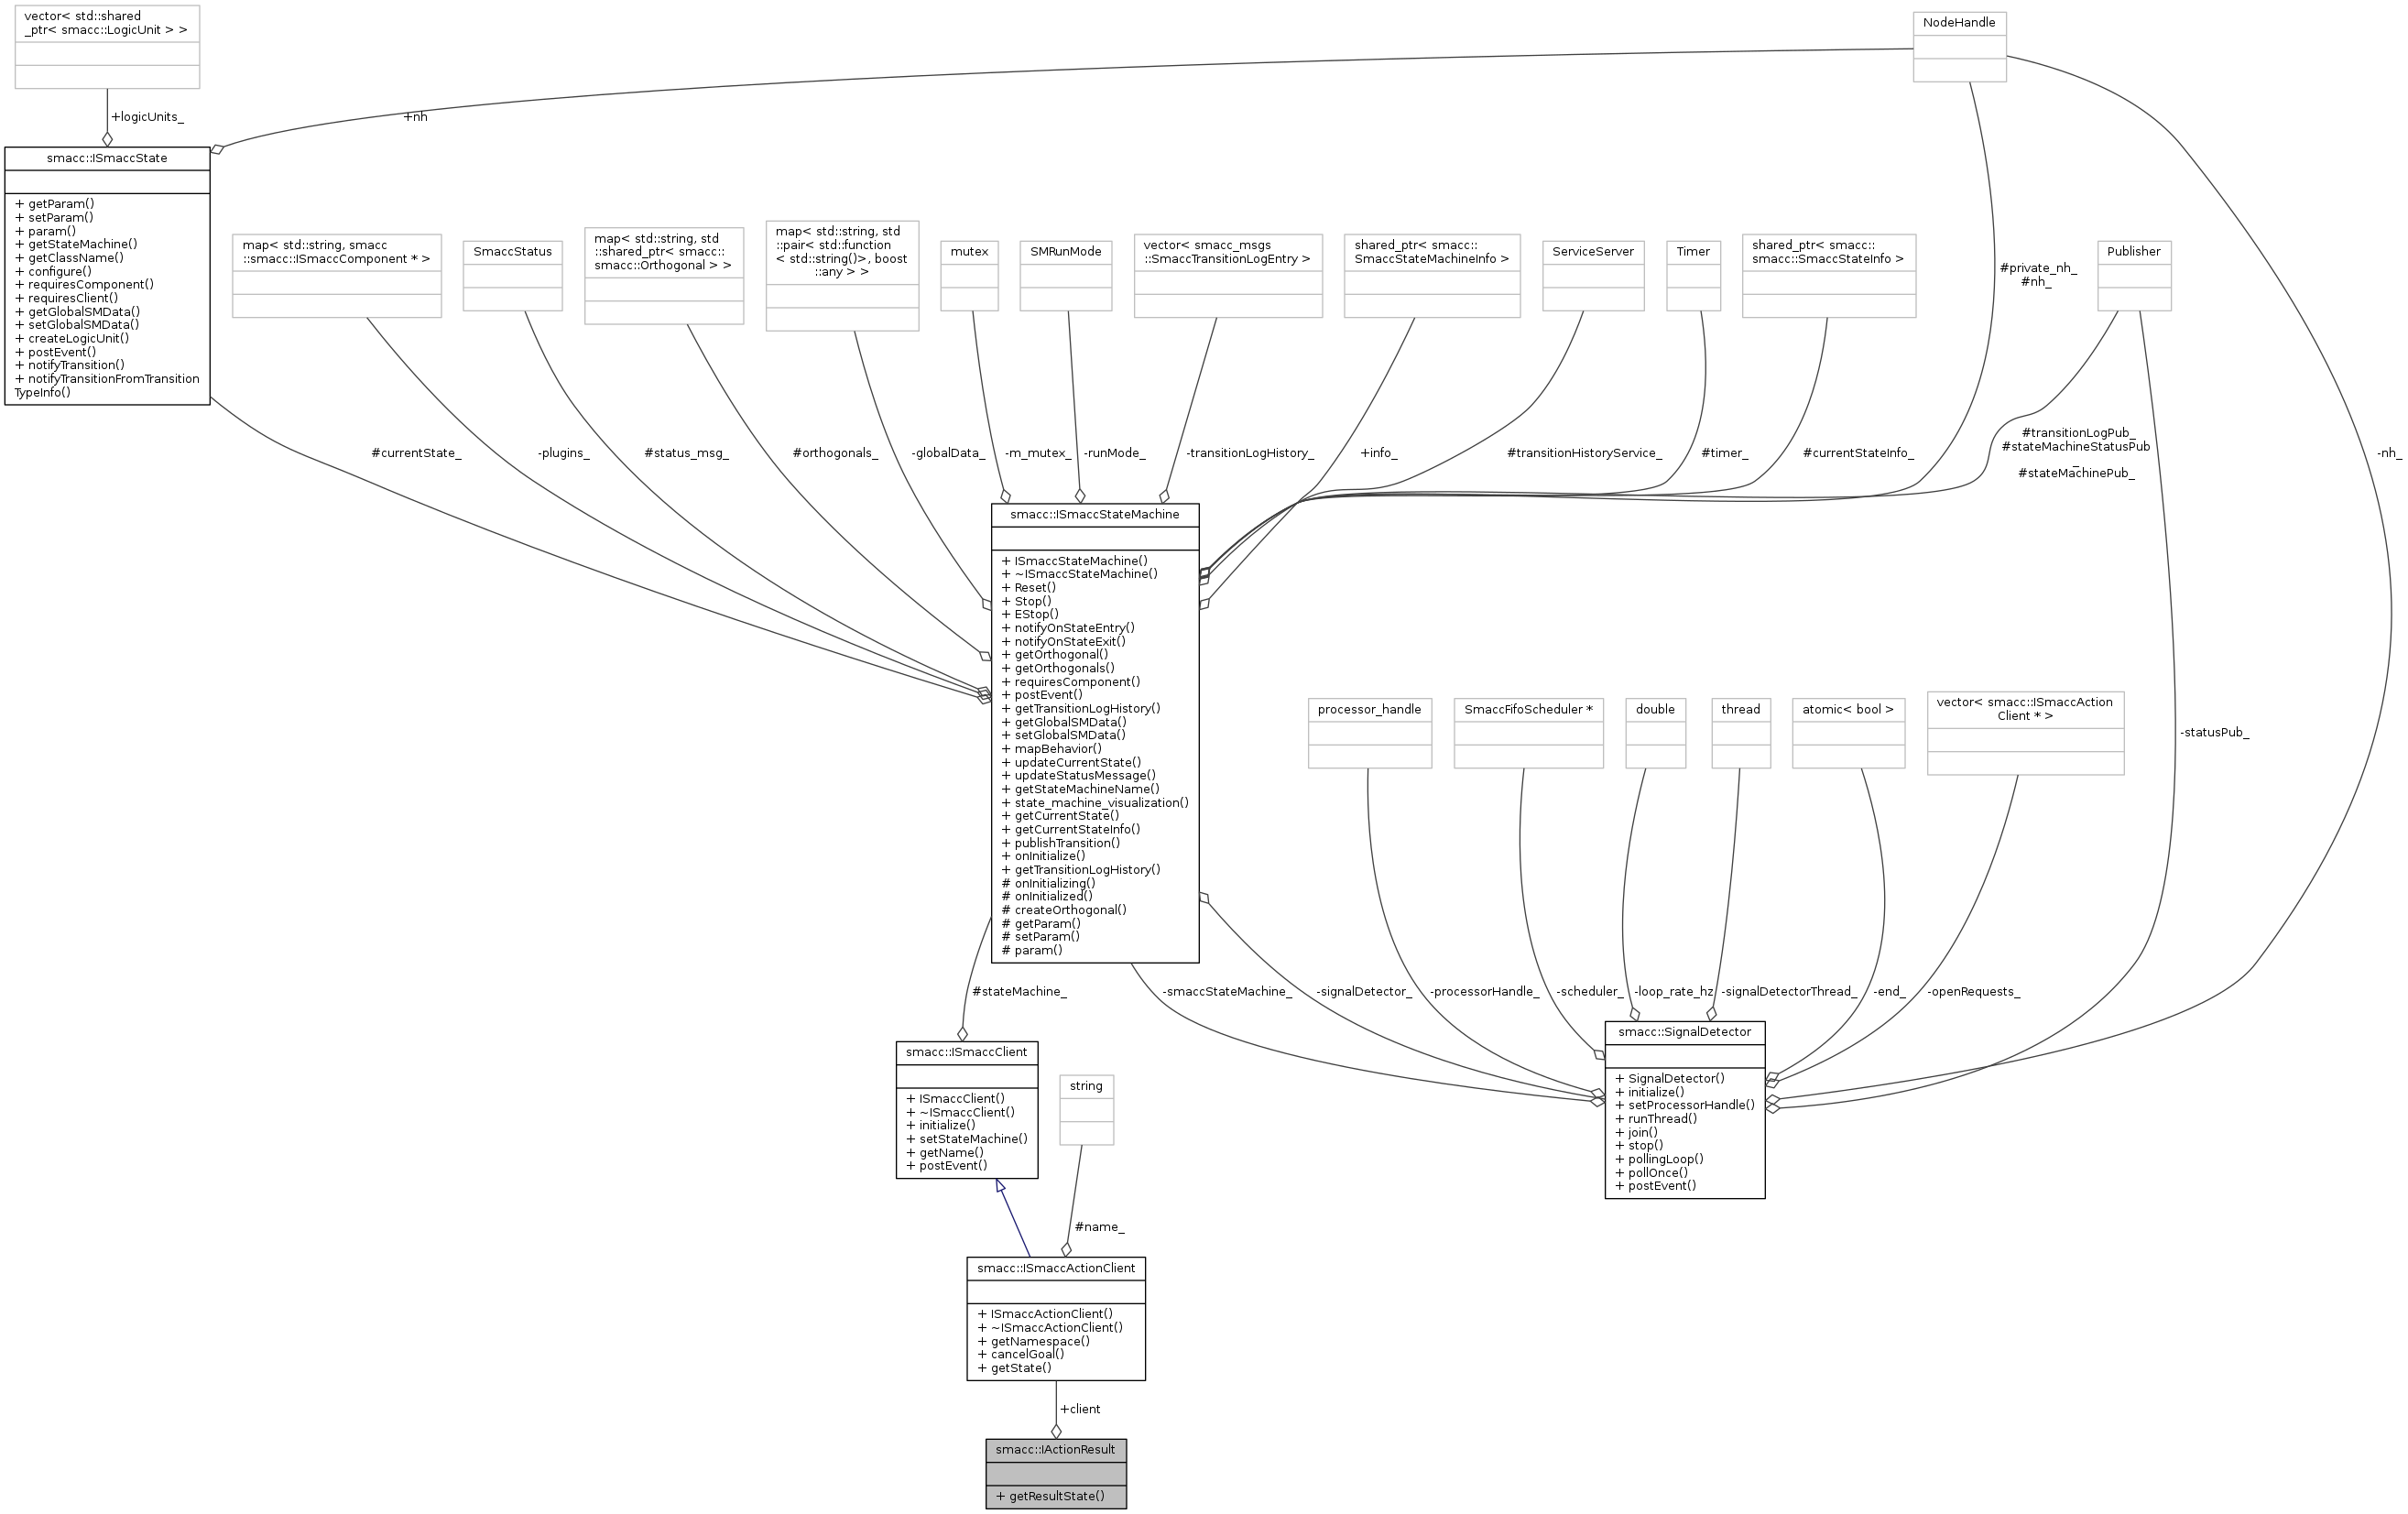 vector< std::shared
_ptr< smacc::LogicUnit > >
NodeHandle
+logicUnits_
+nh
smacc::ISmaccState
+ getParam()
+ setParam()
+ param()
+ getStateMachine()
+ getClassName()
+ configure()
+ requiresComponent()
+ requiresClient()
+ getGlobalSMData()
+ setGlobalSMData()
+ createLogicUnit()
+ postEvent()
+ notifyTransition()
+ notifyTransitionFromTransition
TypeInfo()
map< std::string, smacc
::smacc::ISmaccComponent * >
SmaccStatus
map< std::string, std
::shared_ptr< smacc::
smacc::Orthogonal > >
map< std::string, std
::pair< std::function
< std::string()>, boost
::any > >
mutex
SMRunMode
vector< smacc_msgs
::SmaccTransitionLogEntry >
shared_ptr< smacc::
SmaccStateMachineInfo >
ServiceServer
Timer
shared_ptr< smacc::
smacc::SmaccStateInfo >
#private_nh_
#nh_
Publisher
#currentState_
-plugins_
#status_msg_
#orthogonals_
-globalData_
-m_mutex_
-runMode_
-transitionLogHistory_
+info_
#transitionHistoryService_
#timer_
#currentStateInfo_
#transitionLogPub_
#stateMachineStatusPub
_
#stateMachinePub_
-nh_
smacc::ISmaccStateMachine
+ ISmaccStateMachine()
+ ~ISmaccStateMachine()
+ Reset()
+ Stop()
+ EStop()
+ notifyOnStateEntry()
+ notifyOnStateExit()
+ getOrthogonal()
+ getOrthogonals()
+ requiresComponent()
+ postEvent()
+ getTransitionLogHistory()
+ getGlobalSMData()
+ setGlobalSMData()
+ mapBehavior()
+ updateCurrentState()
+ updateStatusMessage()
+ getStateMachineName()
+ state_machine_visualization()
+ getCurrentState()
+ getCurrentStateInfo()
+ publishTransition()
+ onInitialize()
+ getTransitionLogHistory()
# onInitializing()
# onInitialized()
# createOrthogonal()
# getParam()
# setParam()
# param()
processor_handle
SmaccFifoScheduler *
double
thread
atomic< bool >
vector< smacc::ISmaccAction
Client * >
-statusPub_
#stateMachine_
-smaccStateMachine_
-signalDetector_
-processorHandle_
-scheduler_
-loop_rate_hz
-signalDetectorThread_
-end_
-openRequests_
smacc::SignalDetector
+ SignalDetector()
+ initialize()
+ setProcessorHandle()
+ runThread()
+ join()
+ stop()
+ pollingLoop()
+ pollOnce()
+ postEvent()
smacc::ISmaccClient
+ ISmaccClient()
+ ~ISmaccClient()
+ initialize()
+ setStateMachine()
+ getName()
+ postEvent()
string
#name_
smacc::ISmaccActionClient
+ ISmaccActionClient()
+ ~ISmaccActionClient()
+ getNamespace()
+ cancelGoal()
+ getState()
+client
smacc::IActionResult
+ getResultState()